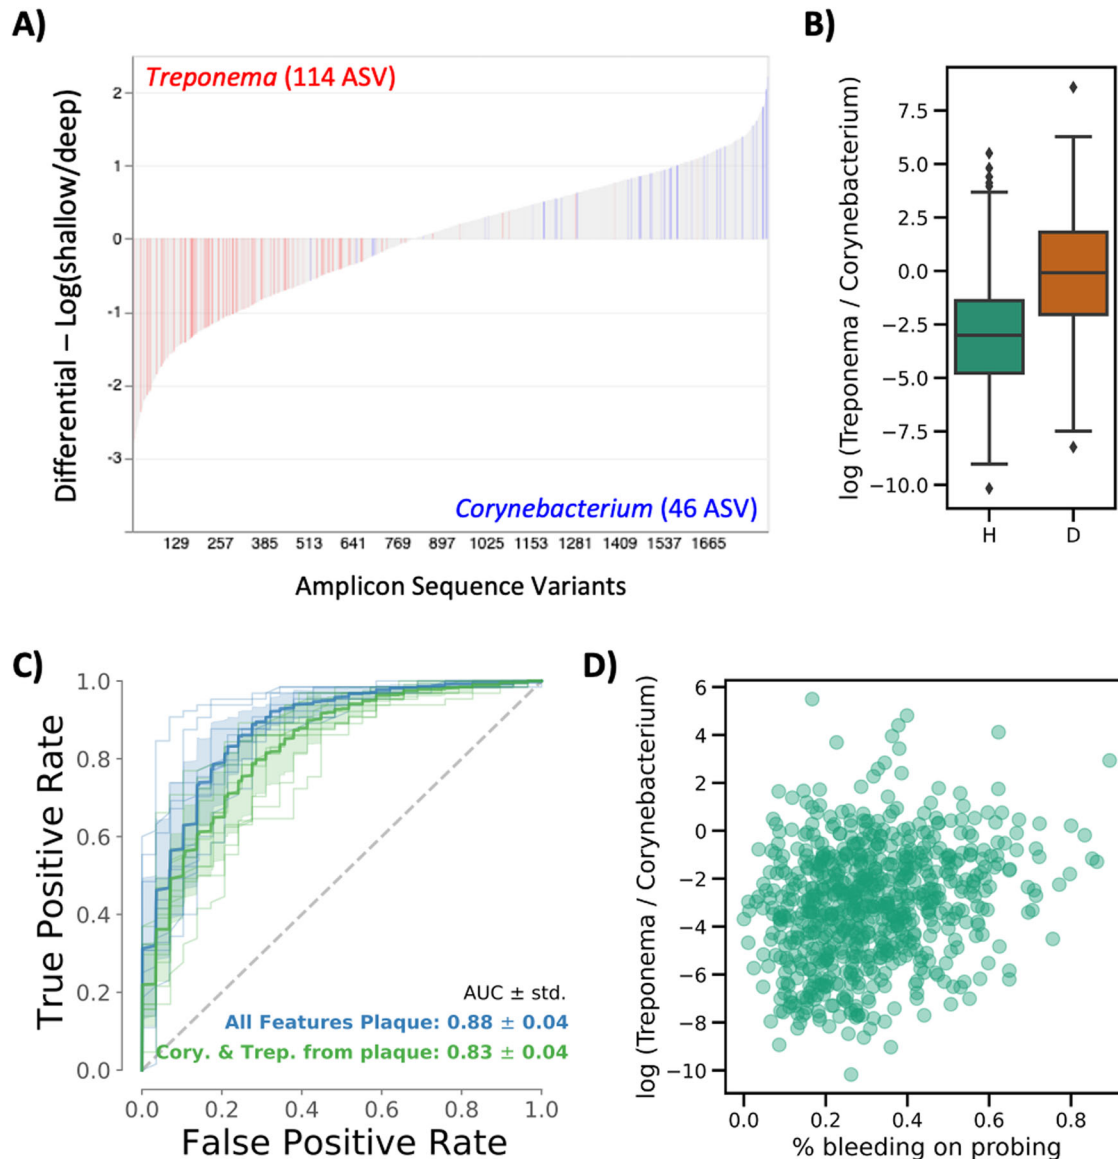 A)
Treponema (114 ASV)
2
1
0
-1
-2
-3
Differential – Log(shallow/deep)
Corynebacterium (46 ASV)
129 257 385 513 641 769 897 1025 1153 1281 1409 1537 1665
Amplicon Sequence Variants
B)
log (Treponema / Corynebacterium)
7.5
5.0
2.5
0.0
−2.5
−5.0
−7.5
−10.0
H D
C)
True Positive Rate
1.0
0.8
0.6
0.4
0.2
0.0
AUC ± std.
All Features Plaque: 0.88 ± 0.04
Cory. & Trep. from plaque: 0.83 ± 0.04
0.0 0.2 0.4 0.6 0.8 1.0
False Positive Rate
D)
log (Treponema / Corynebacterium)
6
4
2
0
−2
−4
−6
−8
−10
0.0 0.2 0.4 0.6 0.8
% bleeding on probing